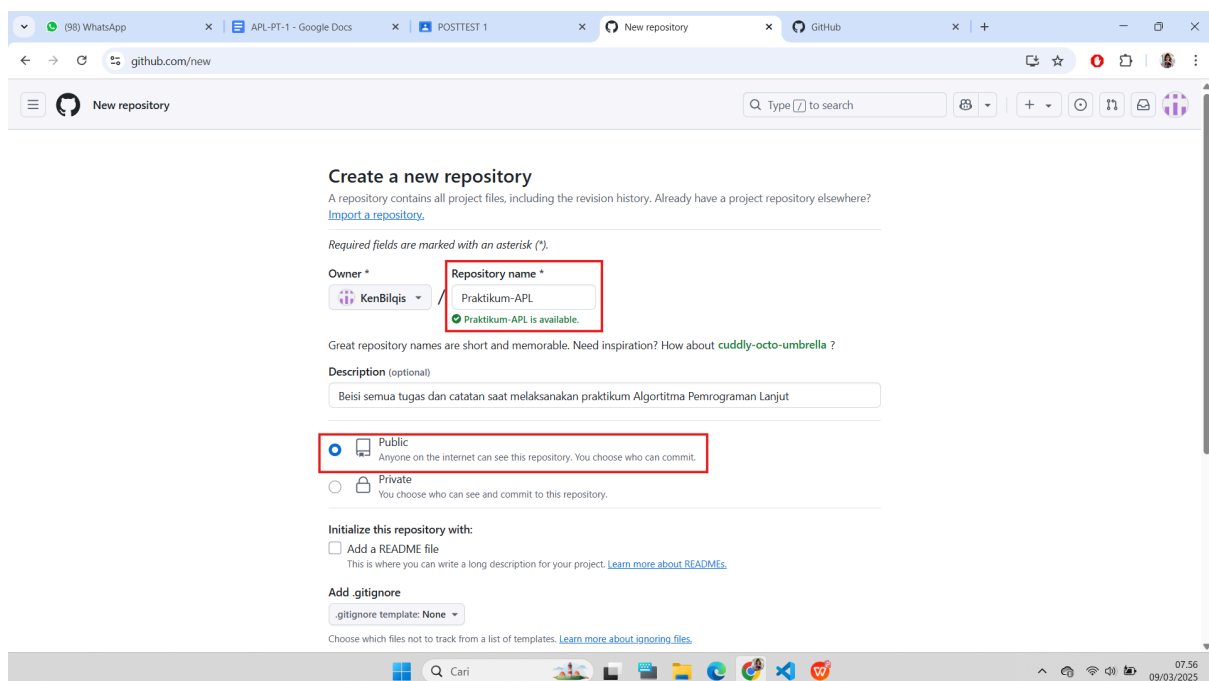 (98) WhatsApp
APL-PT-1 - Google Docs
POSTTEST 1
New repository
GitHub
github.com/new
New repository
Type / to search
Create a new repository
A repository contains all project files, including the revision history. Already have a project repository elsewhere?
Import a repository.
Required fields are marked with an asterisk (*).
Owner * Repository name *
KenBilqis / Praktikum-APL
Praktikum-APL is available.
Great repository names are short and memorable. Need inspiration? How about cuddly-octo-umbrella ?
Description (optional)
Beisi semua tugas dan catatan saat melaksanakan praktikum Algortitma Pemrograman Lanjut
Public
Anyone on the internet can see this repository. You choose who can commit.
Private
You choose who can see and commit to this repository.
Initialize this repository with:
Add a README file
This is where you can write a long description for your project. Learn more about READMEs.
Add .gitignore
.gitignore template: None
Choose which files not to track from a list of templates. Learn more about ignoring files.
Cari
07.56
09/03/2025